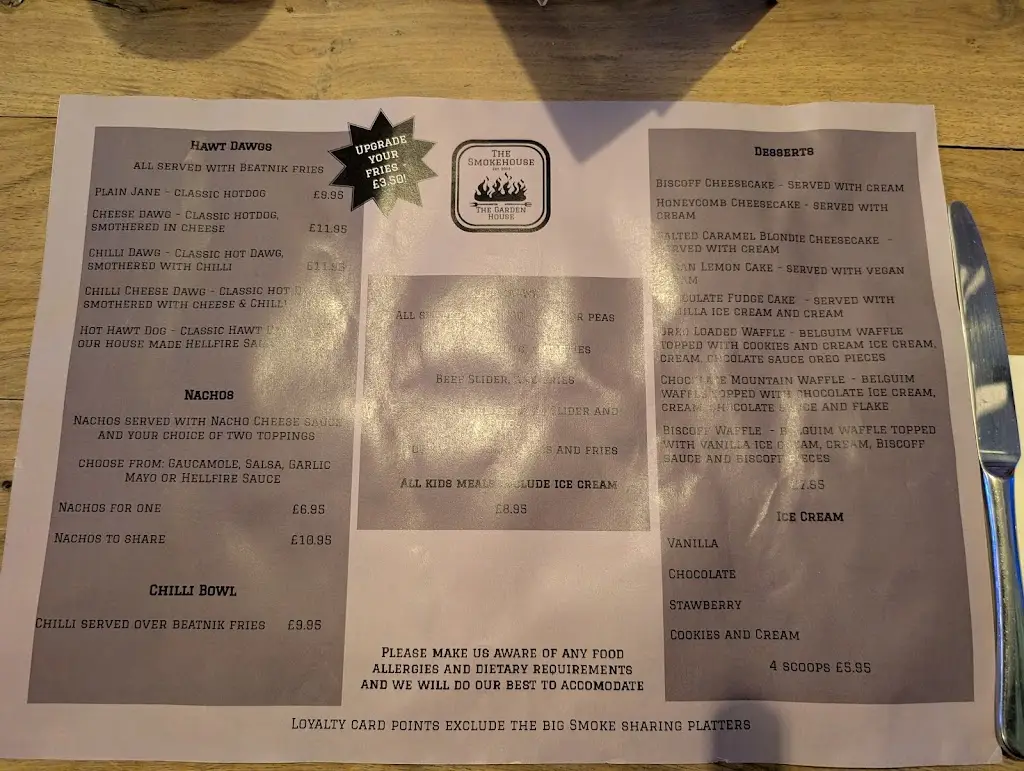 Hawt Dawgs
all served with Beatnik fries
Plain Jane - classic hotdog £9.95
Cheese dawg - Classic hotdog,
smothered in cheese £11.95
Chilli Dawg - Classic hot dawg,
smothered with chilli £11.95
Chilli Cheese Dawg - Classic hot
smothered with cheese & chilli
Hot Hawt Dog - Classic Hawt
our house made Hellfire
Nachos
Nachos served with Nacho Cheese sauce
and your choice of two toppings
choose from: Gaucamole, Salsa, Garlic
Mayo or Hellfire Sauce
Nachos for one £6.95
Nachos to share £10.95
Chilli Bowl
Chilli served over beatnik fries £9.95
Upgrade
your
fries -
£3.50!
The
Smokehouse
The Garden
House
All peas
Beef Slider, fries
slider and
and fries
All kids meals include ice cream
£8.95
Please make us aware of any food
allergies and dietary requirements
and we will do our best to accomodate
Desserts
Biscoff Cheesecake - served with cream
Honeycomb Cheesecake - served with
cream
Salted Caramel Blondie Cheesecake -
served with cream
Lemon Cake - served with vegan
Chocolate Fudge Cake - served with
vanilla ice cream and cream
Oreo Loaded Waffle - belguim waffle
topped with cookies and cream ice cream,
cream, chcolate sauce oreo pieces
Chocolate Mountain Waffle - belguim
waffle topped with chocolate ice cream,
cream, chocolate sauce and flake
Biscoff Waffle - Belguim waffle topped
with vanilla ice cream, cream, Biscoff
sauce and biscoff pieces
£7.95
Ice Cream
Vanilla
Chocolate
Stawberry
Cookies and Cream
4 scoops £5.95
Loyalty card points exclude the big Smoke sharing platters